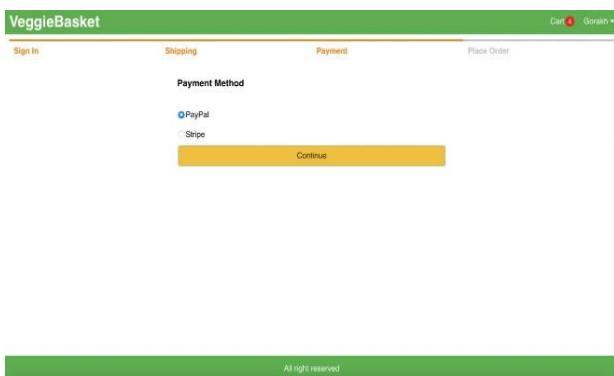 VeggieBasket Cart 4 Gorakh
Sign In Shipping Payment Place Order
Payment Method
PayPal
Stripe
Continue
All right reserved